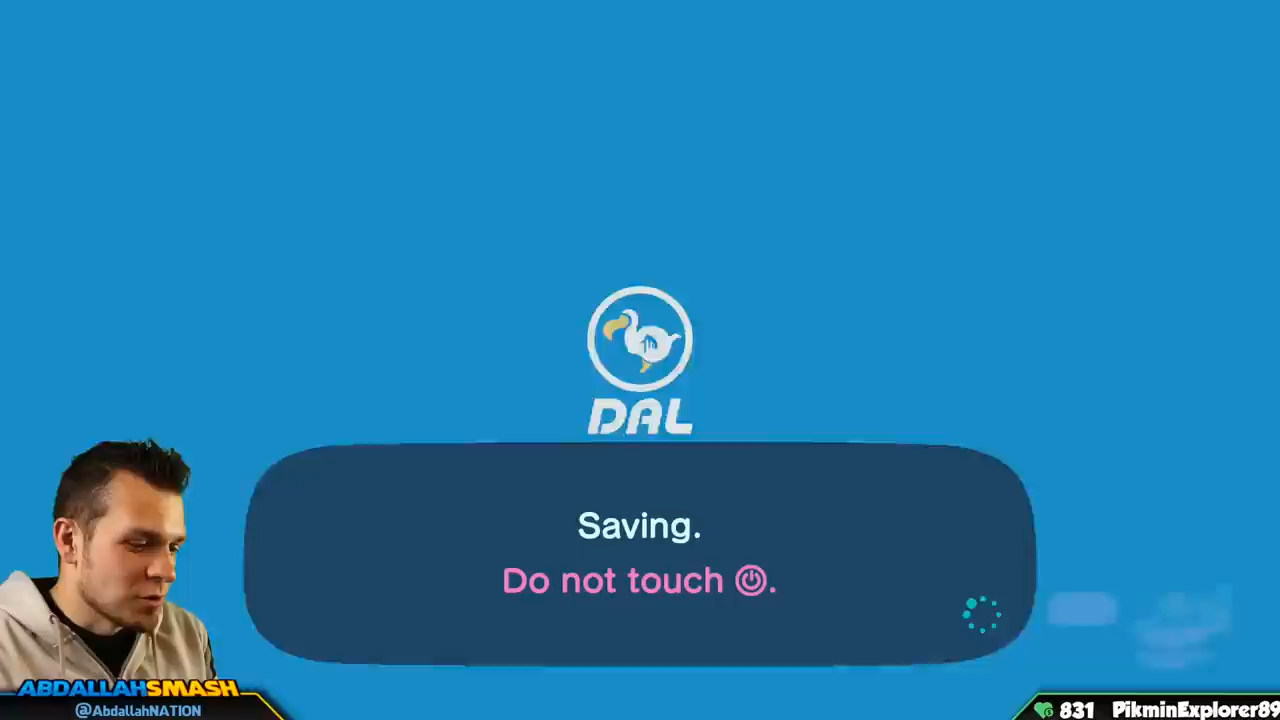 DAL
Saving.
Do not touch ⏻.
ABDALLAHSMASH
@AbdallahNATION
831 PikminExplorer89